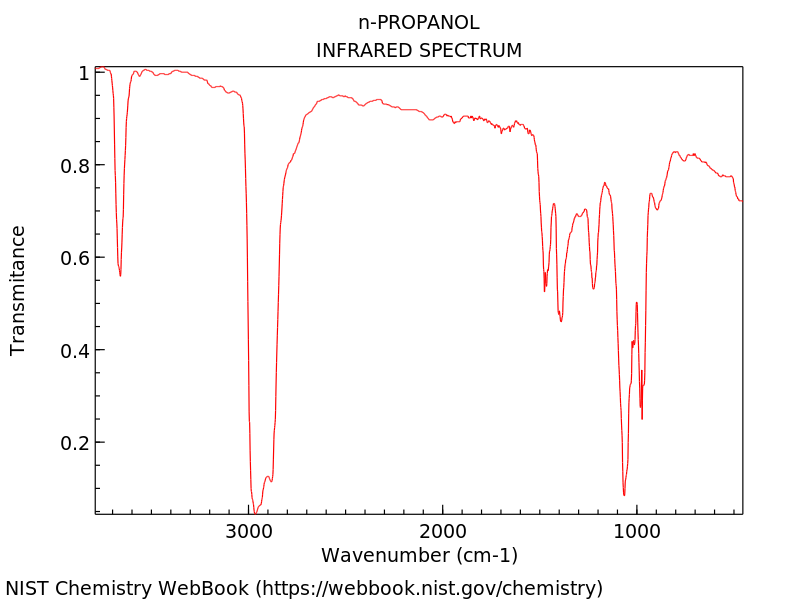 n-PROPANOL
INFRARED SPECTRUM
1
0.8
0.6
0.4
0.2
Transmitance
3000 2000 1000
Wavenumber (cm-1)
NIST Chemistry WebBook (https://webbook.nist.gov/chemistry)